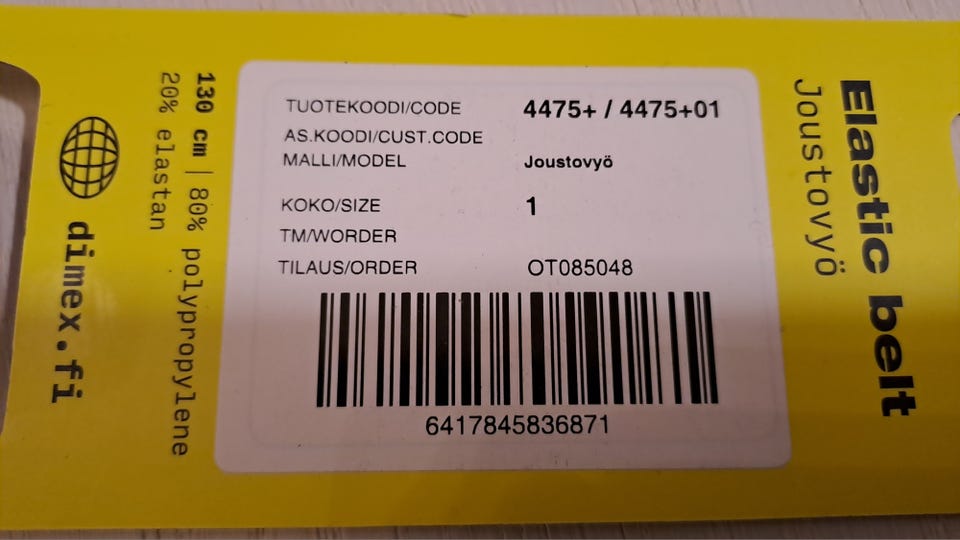 TUOTEKOODI/CODE 4475+ / 4475+01
AS.KOODI/CUST.CODE
MALLI/MODEL Joustovyö
KOKO/SIZE 1
TM/WORDER
TILAUS/ORDER OT085048
6417845836871
Elastic belt
Joustovyö
130 cm | 80% polypropylene
20% elastan
dimex.fi